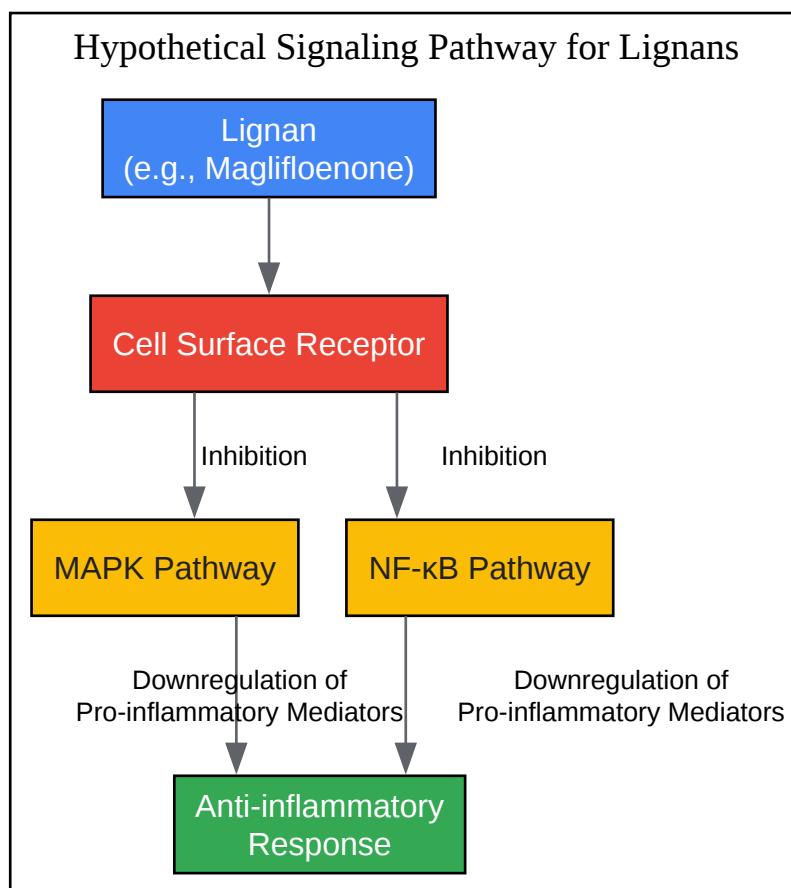 Hypothetical Signaling Pathway for Lignans
Lignan
(e.g., Maglifloenone)
Cell Surface Receptor
Inhibition
Inhibition
MAPK Pathway
NF-κB Pathway
Downregulation of
Pro-inflammatory Mediators
Downregulation of
Pro-inflammatory Mediators
Anti-inflammatory
Response